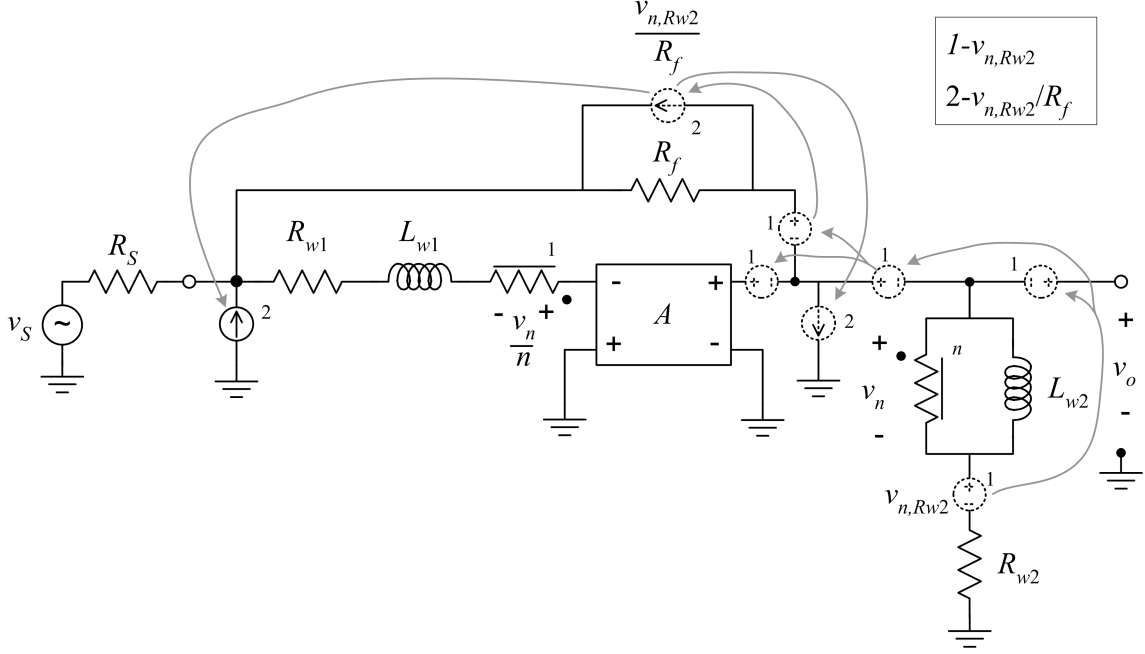 v_{n,Rw2}
R_f
1-v_{n,Rw2}
2-v_{n,Rw2}/R_f
2
R_f
1
R_S
R_{w1}
L_{w1}
1
1
1
1
v_S
~
2
- +
v_n
n
-
+
A
+
-
2
+
v_n
-
n
L_{w2}
+
v_o
-
v_{n,Rw2}
1
R_{w2}